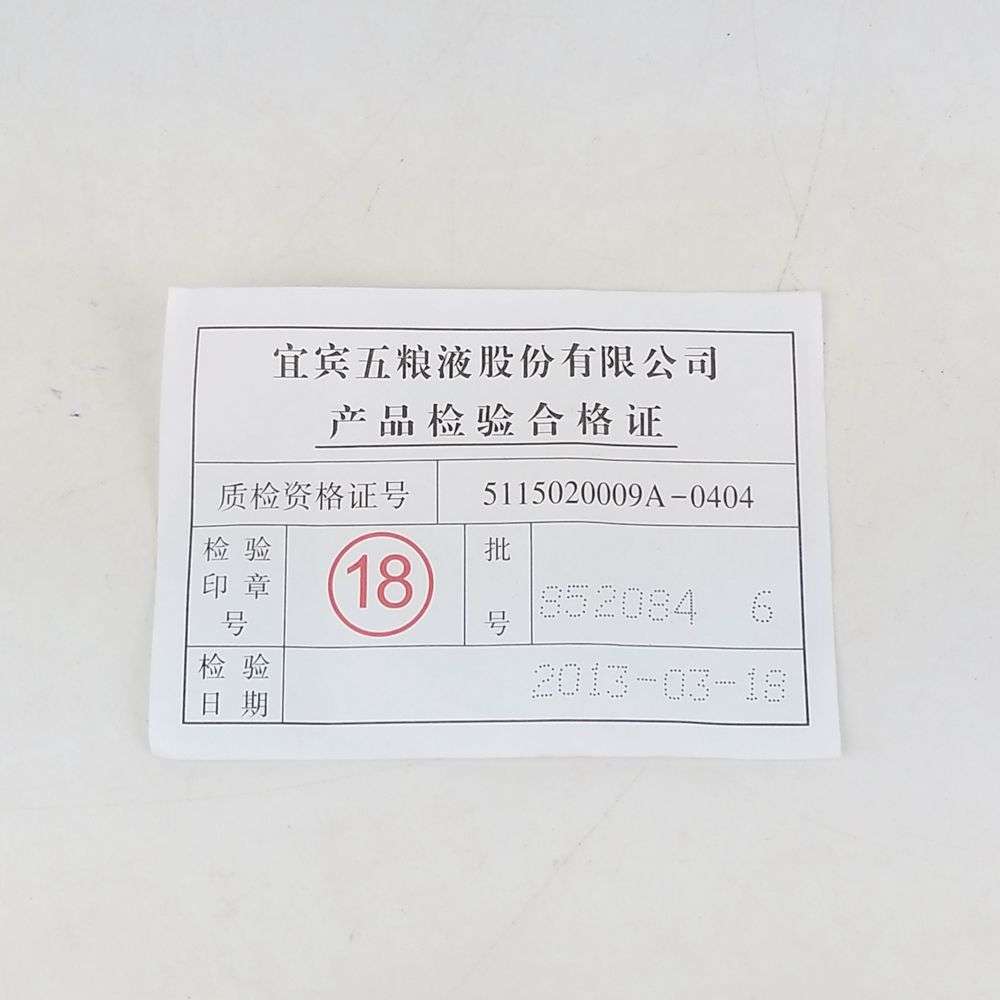 宜宾五粮液股份有限公司
产品检验合格证
质检资格证号 5115020009A-0404
检验印章号 18 批号 852084 6
检验日期 2013-03-18